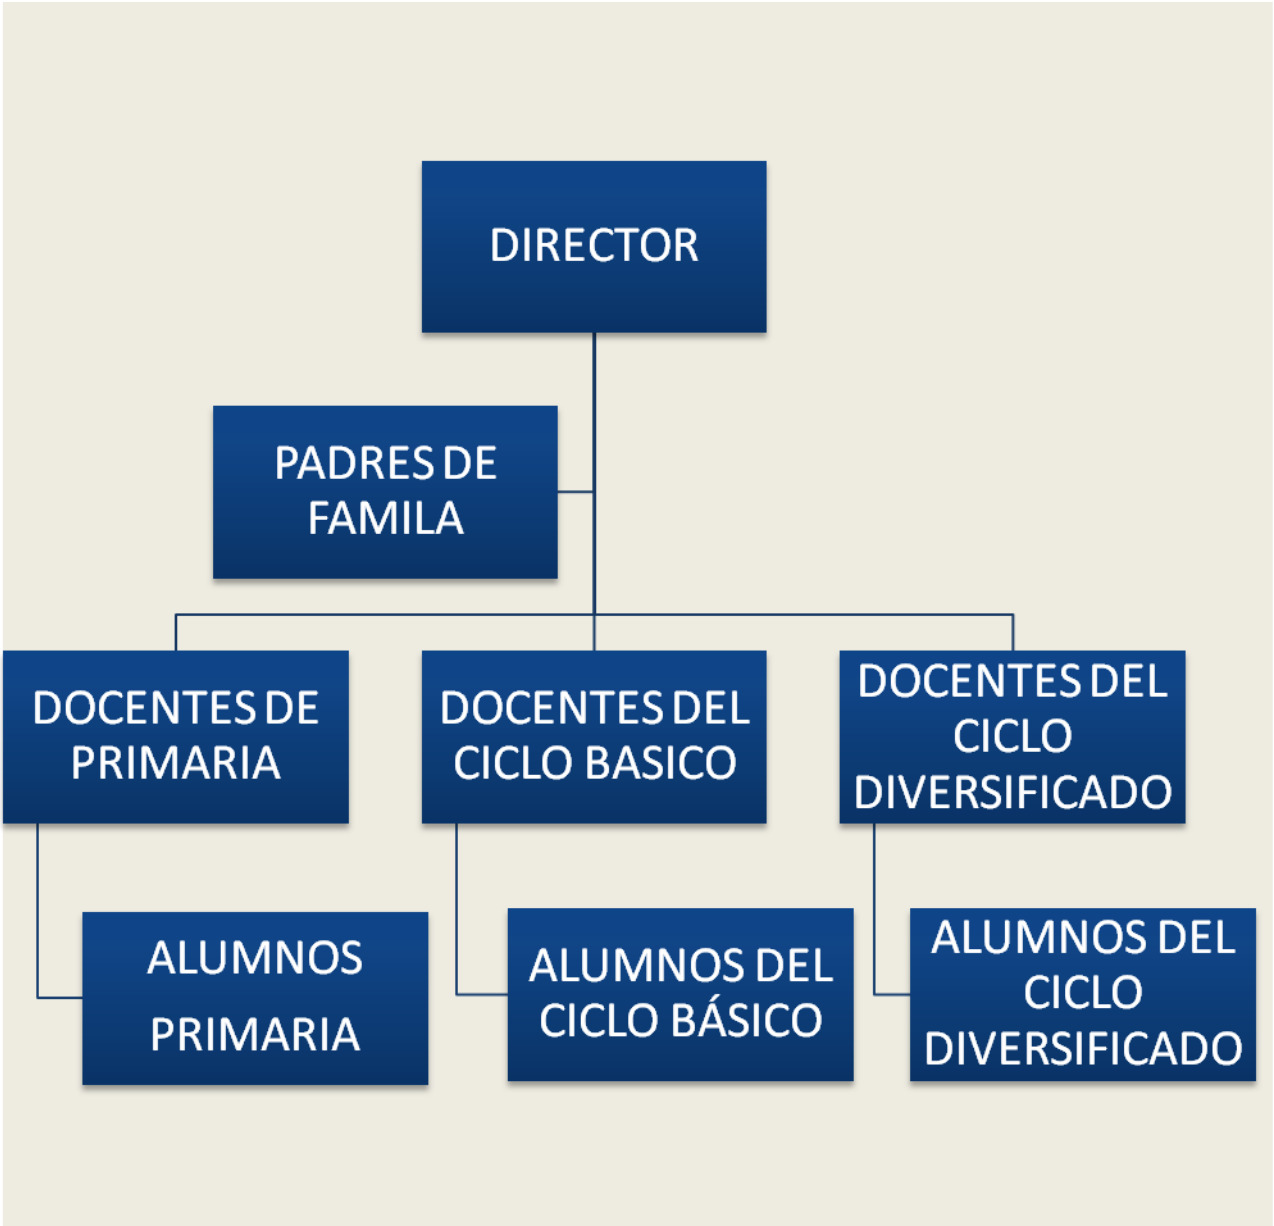 DIRECTOR
PADRES DE
FAMILA
DOCENTES DE
PRIMARIA
DOCENTES DEL
CICLO BASICO
DOCENTES DEL
CICLO
DIVERSIFICADO
ALUMNOS
PRIMARIA
ALUMNOS DEL
CICLO BÁSICO
ALUMNOS DEL
CICLO
DIVERSIFICADO